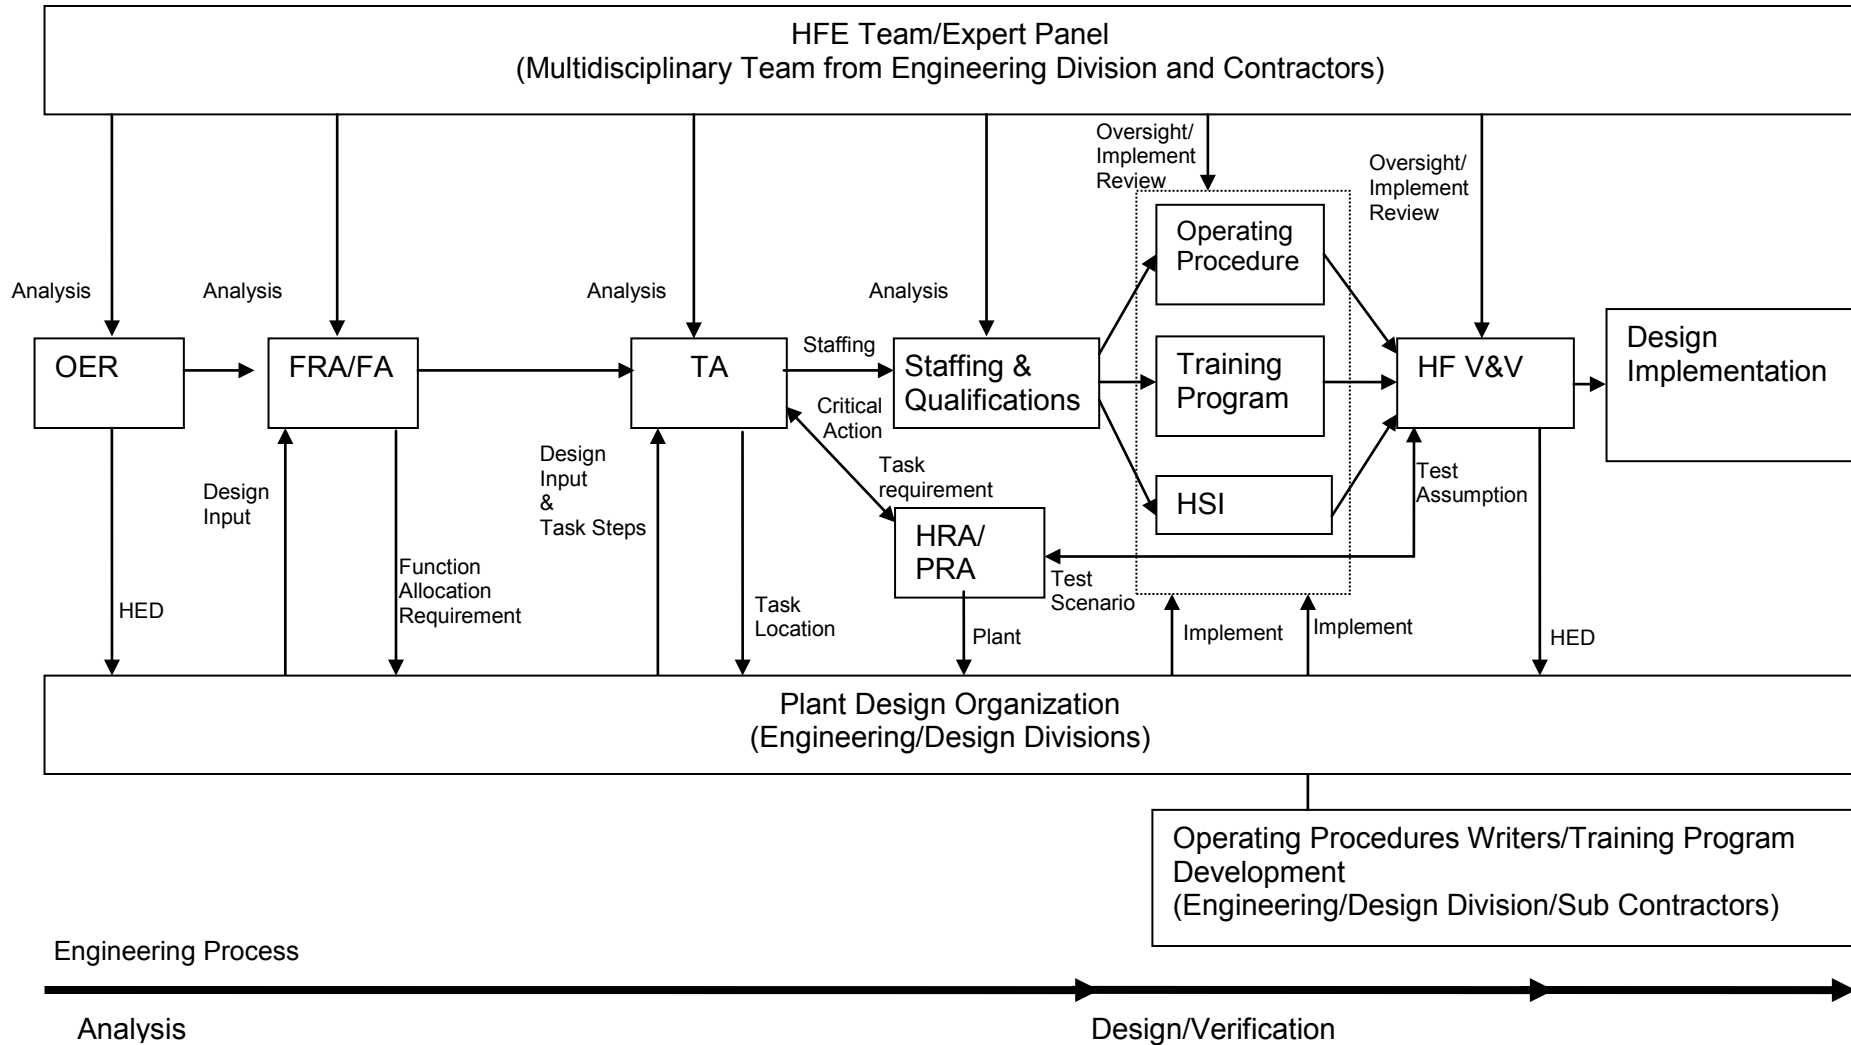 HFE Team/Expert Panel
(Multidisciplinary Team from Engineering Division and Contractors)
Oversight/
Implement
Review
Oversight/
Implement
Review
Analysis
Analysis
Analysis
Analysis
Operating
Procedure
OER
FRA/FA
TA
Staffing
Staffing &
Qualifications
Training
Program
HF V&V
Design
Implementation
Critical
Action
Task
requirement
Design
Input
Design
Input
&
Task Steps
HSI
Test
Assumption
HRA/
PRA
Test
Scenario
HED
Function
Allocation
Requirement
Task
Location
Plant
Implement
Implement
HED
Plant Design Organization
(Engineering/Design Divisions)
Operating Procedures Writers/Training Program
Development
(Engineering/Design Division/Sub Contractors)
Engineering Process
Analysis
Design/Verification